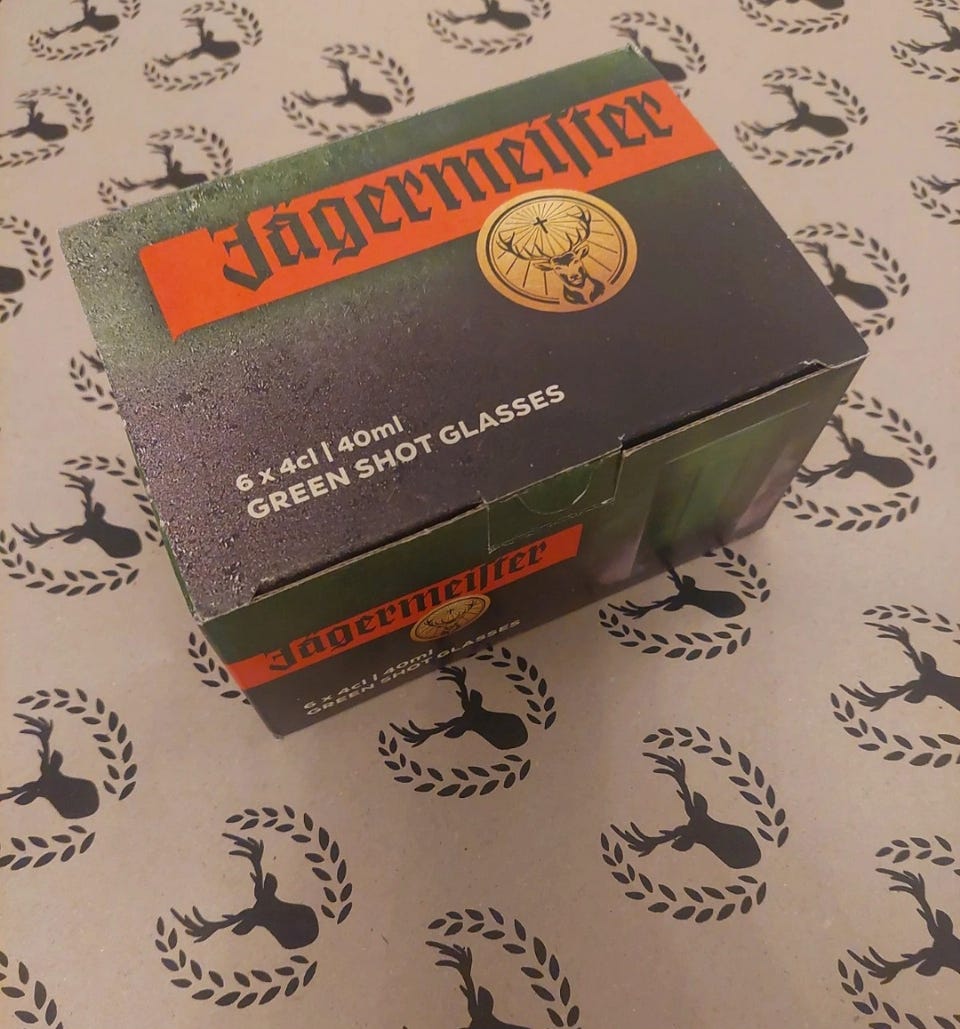 Jägermeister
6 x 4cl | 40ml
GREEN SHOT GLASSES
Jägermeister
6 x 4cl | 40ml
GREEN SHOT GLASSES